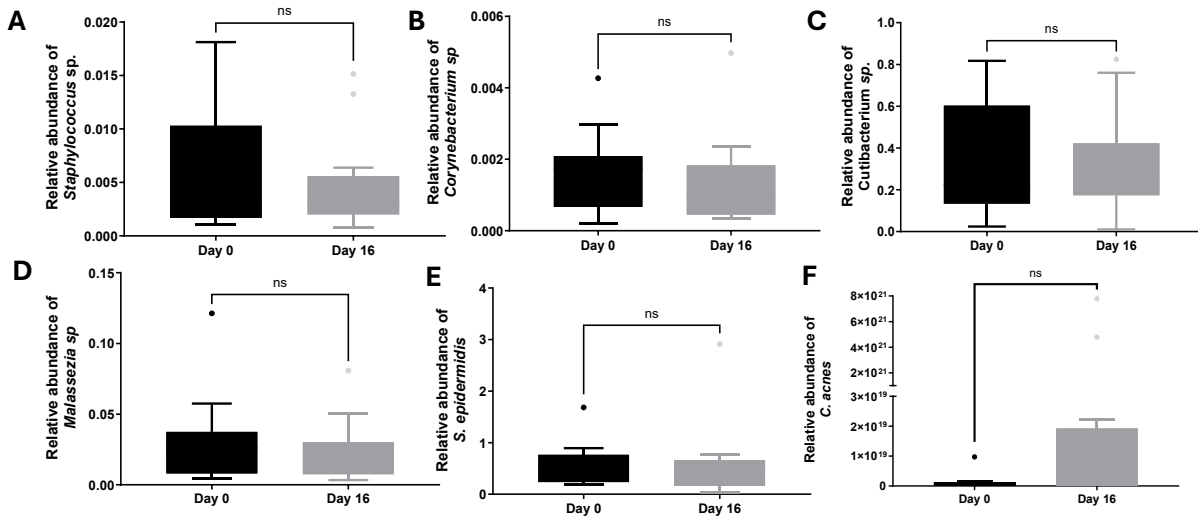 A
Relative abundance of
Staphylococcus sp.
0.020
0.015
0.010
0.005
0.000
ns
Day 0
Day 16
B
Relative abundance of
Corynebacterium sp
0.006
0.004
0.002
0.000
ns
Day 0
Day 16
C
Relative abundance of
Cutibacterium sp.
1.0
0.8
0.6
0.4
0.2
0.0
ns
Day 0
Day 16
D
Relative abundance of
Malassezia sp
0.15
0.10
0.05
0.00
ns
Day 0
Day 16
E
Relative abundance of
S. epidermidis
4
3
2
1
0
ns
Day 0
Day 16
F
Relative abundance of
C. acnes
8×10²¹
6×10²¹
4×10²¹
2×10²¹
3×10¹⁹
2×10¹⁹
1×10¹⁹
0
ns
Day 0
Day 16